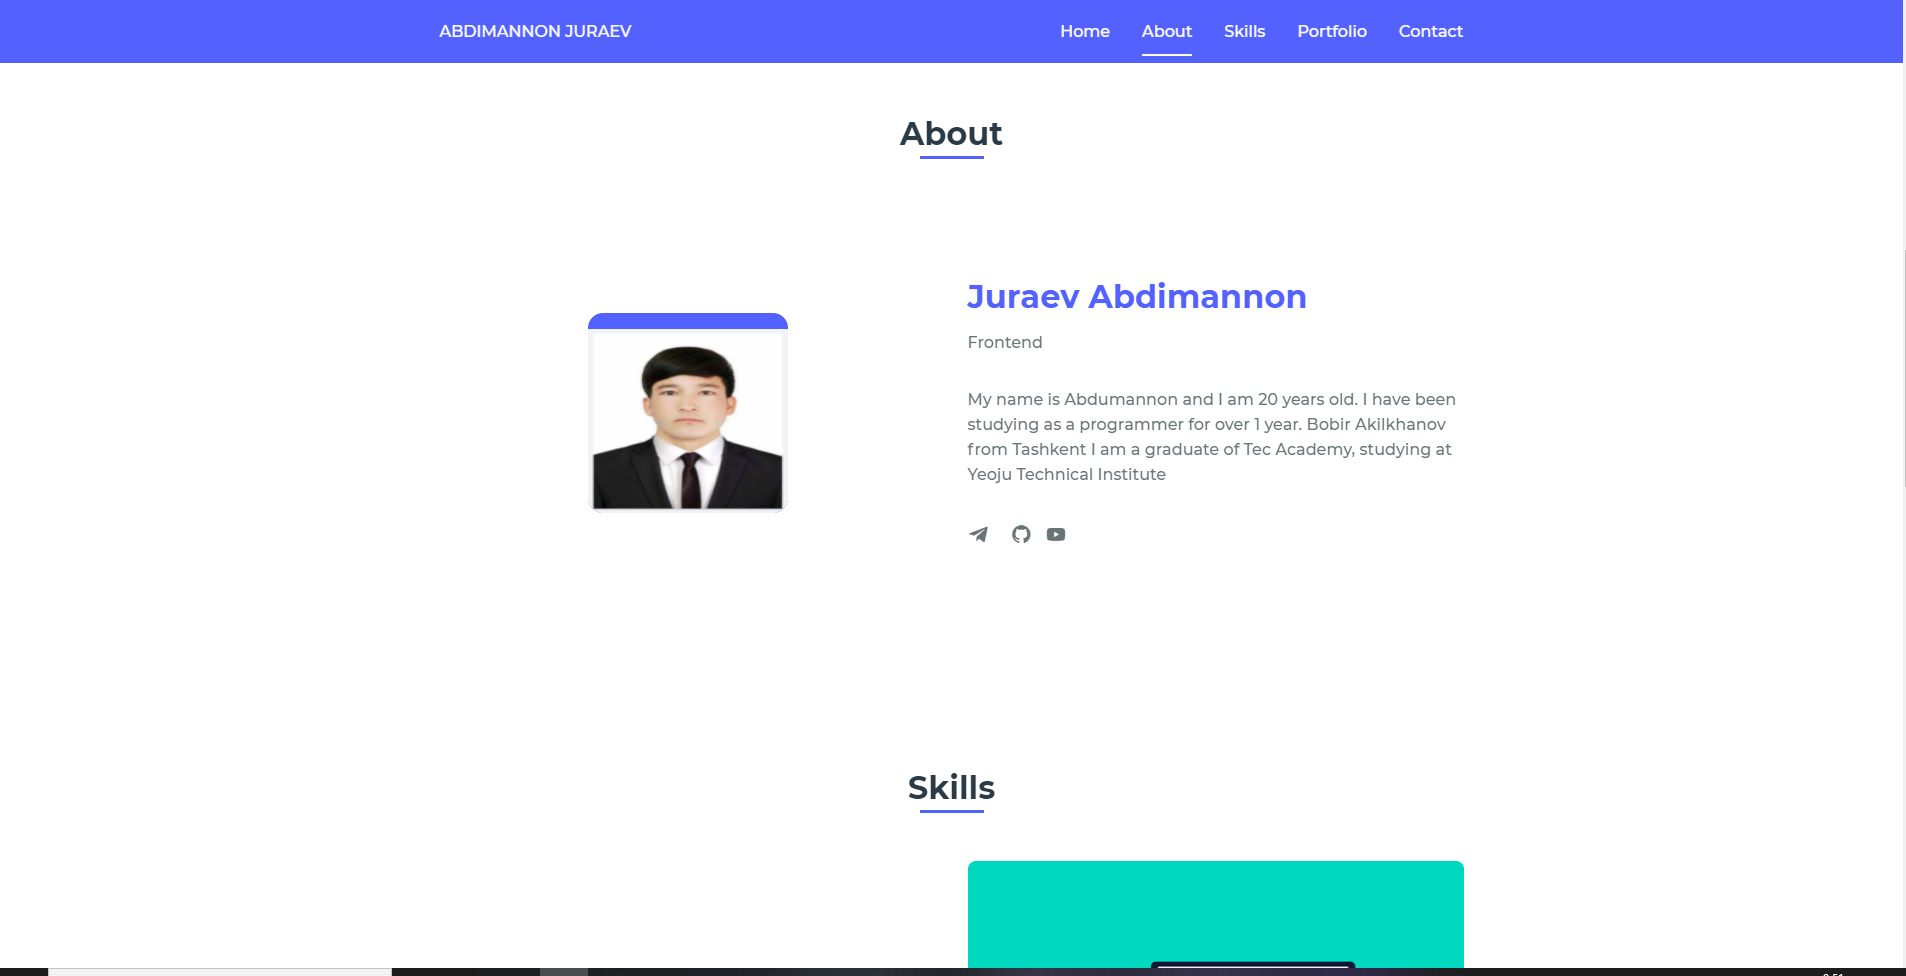 ABDIMANNON JURAEV
Home About Skills Portfolio Contact
About
Juraev Abdimannon
Frontend
My name is Abdumannon and I am 20 years old. I have been
studying as a programmer for over 1 year. Bobir Akilkhanov
from Tashkent I am a graduate of Tec Academy, studying at
Yeoju Technical Institute
Skills